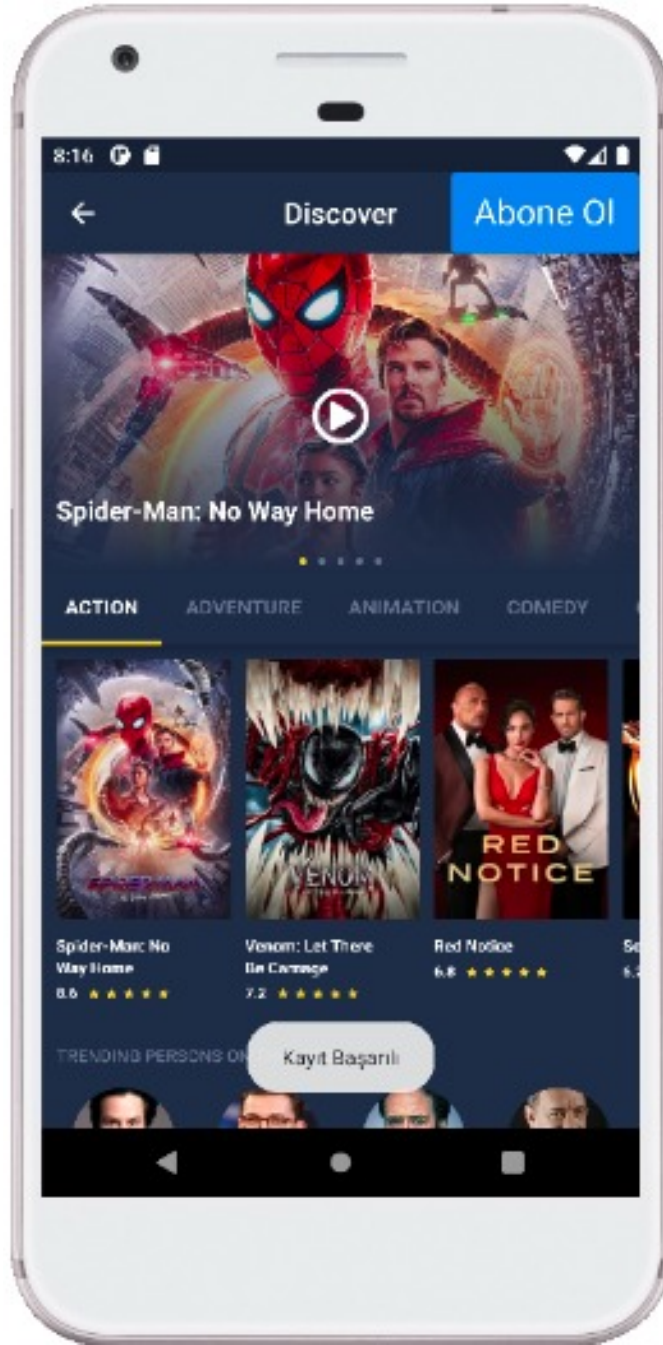 8:16
Discover
Abone Ol
Spider-Man: No Way Home
ACTION ADVENTURE ANIMATION COMEDY
VENOM
RED
NOTICE
Spider-Man: No
Way Home
8.6
Venom: Let There
Be Carnage
7.2
Red Notice
6.8
TRENDING PERSONS ON
Kayıt Başarılı